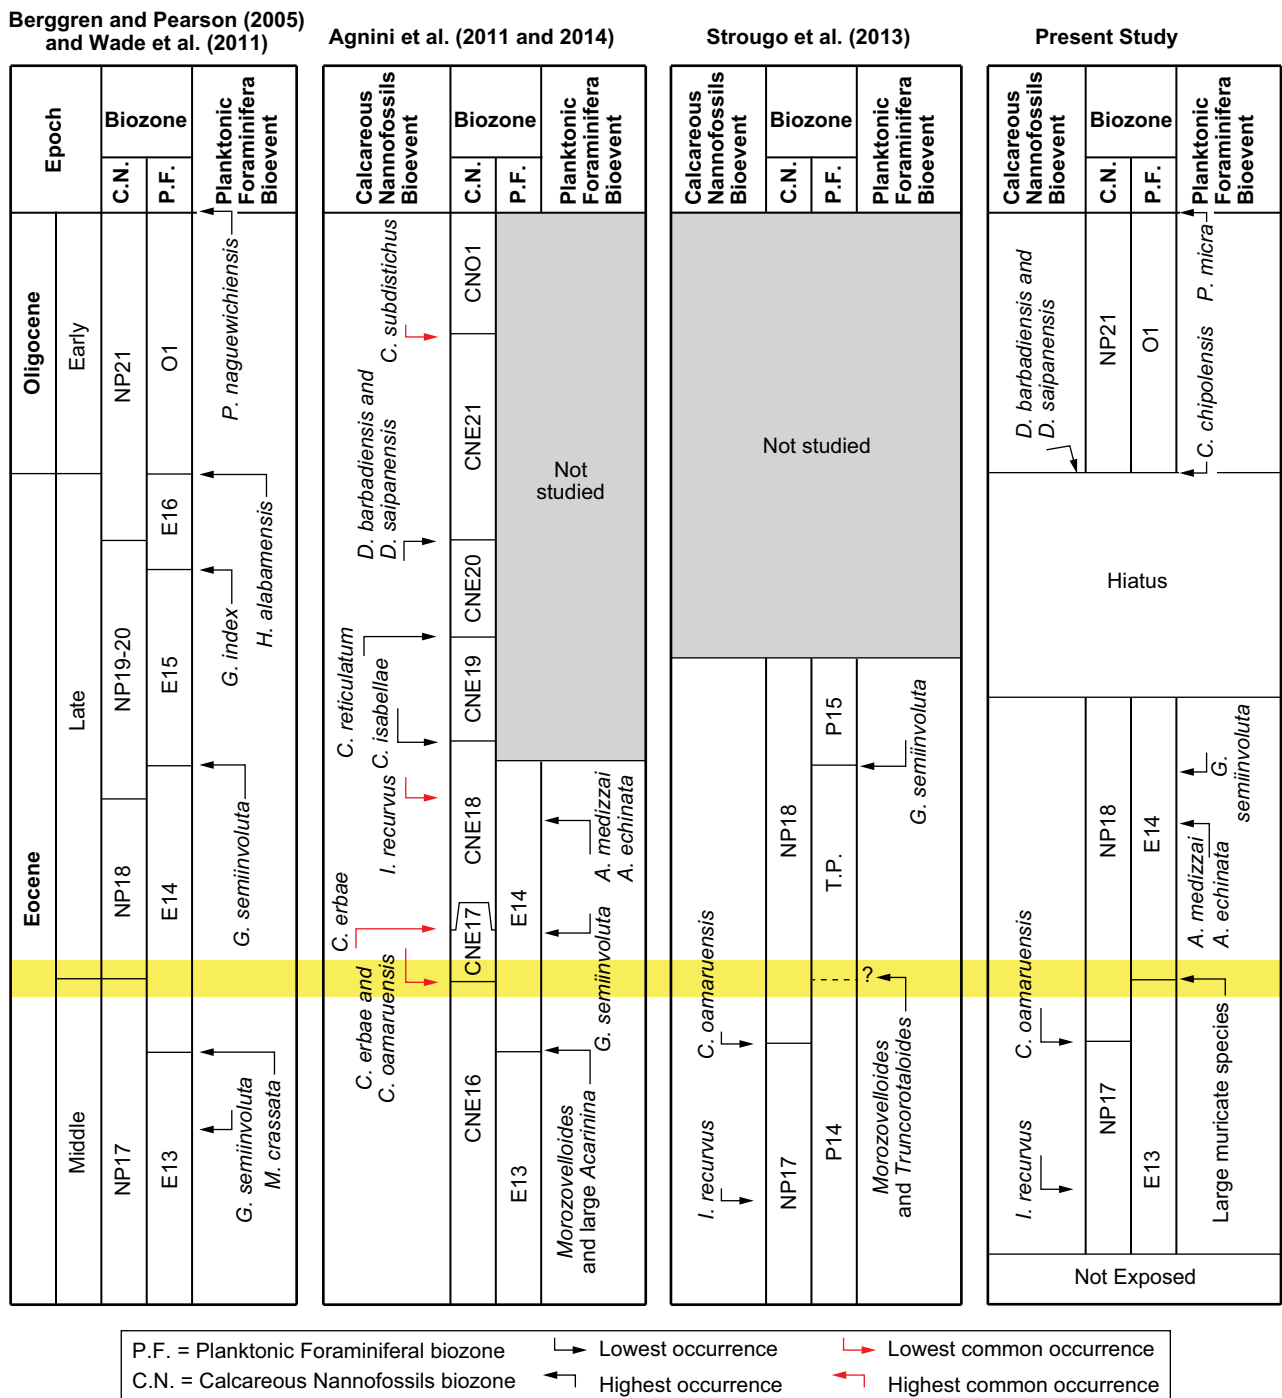 Berggren and Pearson (2005)
and Wade et al. (2011)
Epoch
Biozone
C.N.
P.F.
Planktonic
Foraminifera
Bioevent
Oligocene
Early
NP21
O1
P. naguewichiensis
Eocene
Late
Middle
E16
NP19-20
E15
NP18
E14
NP17
E13
H. alabamensis
G. index
G. semiinvoluta
G. semiinvoluta
M. crassata
Agnini et al. (2011 and 2014)
Calcareous
Nannofossils
Bioevent
Biozone
C.N.
P.F.
Planktonic
Foraminifera
Bioevent
C. subdistichus
D. barbadiensis and
D. saipanensis
C. reticulatum
C. isabellae
I. recurvus
C. erbae
C. erbae and
C. oamaruensis
CNO1
CNE21
CNE20
CNE19
CNE18
CNE17
CNE16
Not
studied
E14
E13
A. medizzai
A. echinata
G. semiinvoluta
Morozovelloides
and large Acarinina
Strougo et al. (2013)
Calcareous
Nannofossils
Bioevent
Biozone
C.N.
P.F.
Planktonic
Foraminifera
Bioevent
Not studied
C. oamaruensis
I. recurvus
NP18
NP17
P15
T.P.
P14
G. semiinvoluta
?
Morozovelloides
and Truncorotaloides
Present Study
Calcareous
Nannofossils
Bioevent
Biozone
C.N.
P.F.
Planktonic
Foraminifera
Bioevent
D. barbadiensis and
D. saipanensis
NP21
O1
P. micra
C. chipolensis
Hiatus
C. oamaruensis
I. recurvus
NP18
NP17
E14
E13
G.
semiinvoluta
A. medizzai
A. echinata
Large muricate species
Not Exposed
P.F. = Planktonic Foraminiferal biozone
C.N. = Calcareous Nannofossils biozone
Lowest occurrence
Highest occurrence
Lowest common occurrence
Highest common occurrence